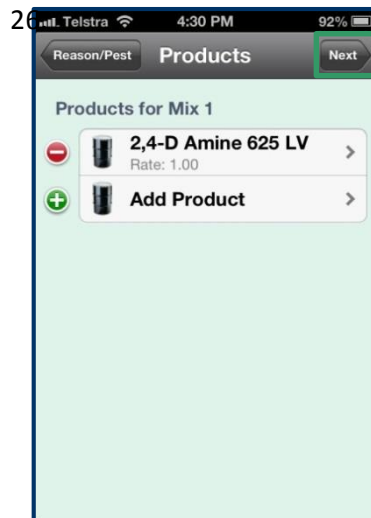 26
Telstra 4:30 PM 92%
Reason/Pest Products Next
Products for Mix 1
2,4-D Amine 625 LV
Rate: 1.00
Add Product